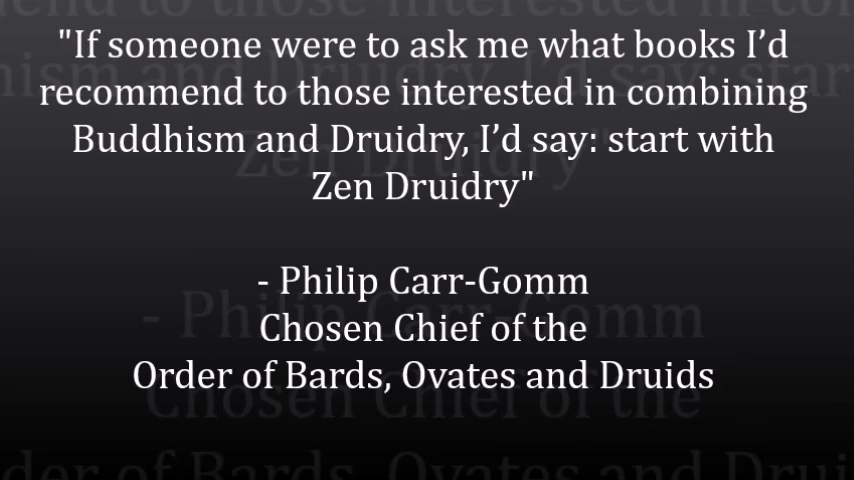 "If someone were to ask me what books I’d
recommend to those interested in combining
Buddhism and Druidry, I’d say: start with
Zen Druidry"
- Philip Carr-Gomm
Chosen Chief of the
Order of Bards, Ovates and Druids